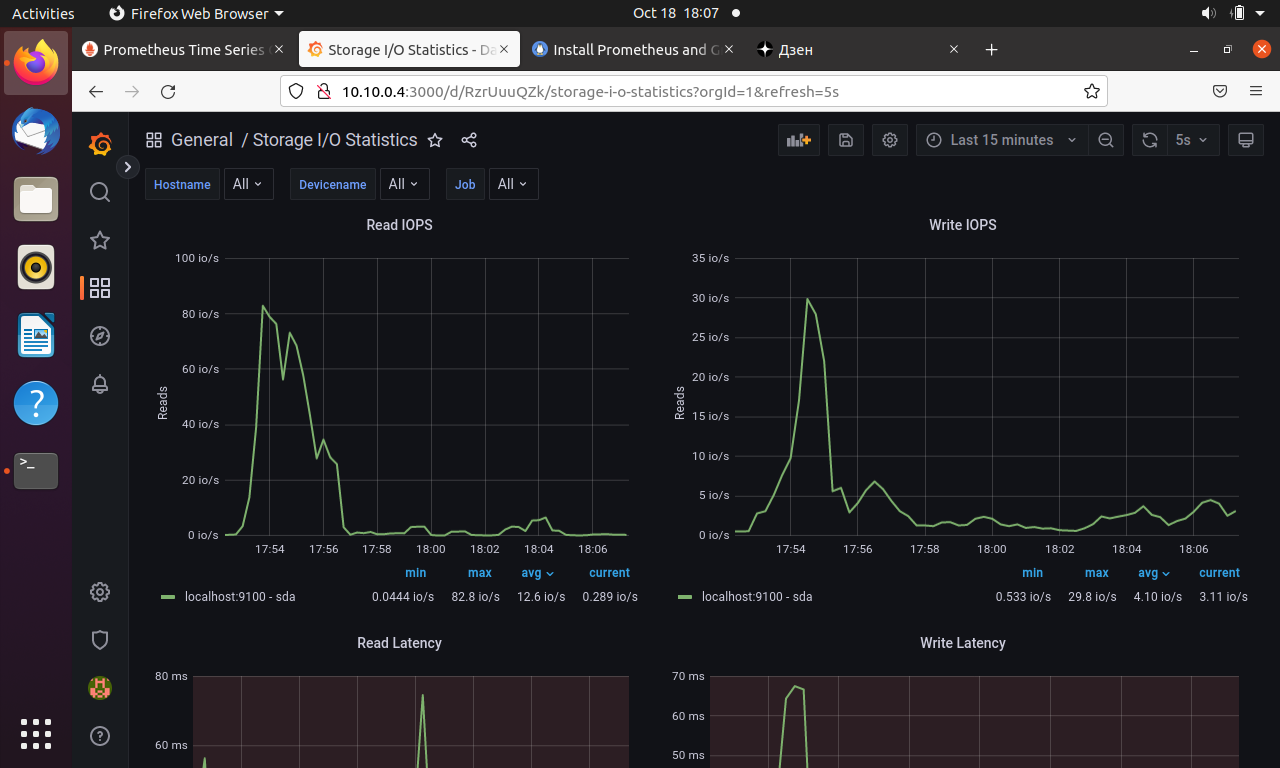 Activities Firefox Web Browser Oct 18 18:07
Prometheus Time Series Storage I/O Statistics - Da Install Prometheus and G Дзен
10.10.0.4:3000/d/RzrUuuQZk/storage-i-o-statistics?orgId=1&refresh=5s
General / Storage I/O Statistics Last 15 minutes 5s
Hostname All Devicename All Job All
Read IOPS
100 io/s
80 io/s
60 io/s
40 io/s
20 io/s
0 io/s
Reads
17:54 17:56 17:58 18:00 18:02 18:04 18:06
min max avg current
localhost:9100 - sda 0.0444 io/s 82.8 io/s 12.6 io/s 0.289 io/s
Write IOPS
35 io/s
30 io/s
25 io/s
20 io/s
15 io/s
10 io/s
5 io/s
0 io/s
Reads
17:54 17:56 17:58 18:00 18:02 18:04 18:06
min max avg current
localhost:9100 - sda 0.533 io/s 29.8 io/s 4.10 io/s 3.11 io/s
Read Latency
80 ms
60 ms
Write Latency
70 ms
60 ms
50 ms